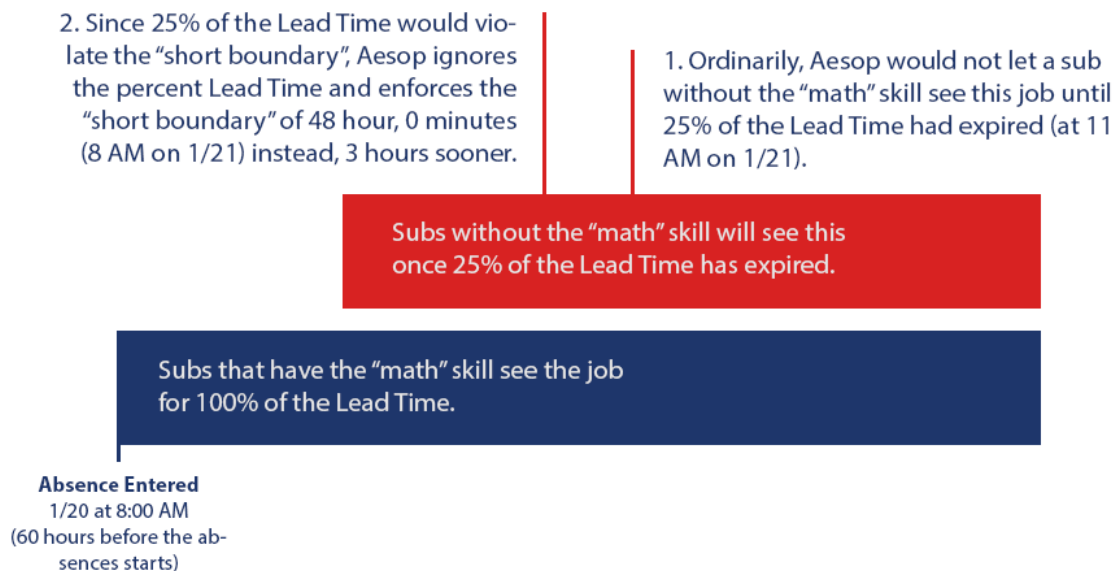 2. Since 25% of the Lead Time would vio-
late the “short boundary”, Aesop ignores
the percent Lead Time and enforces the
“short boundary” of 48 hour, 0 minutes
(8 AM on 1/21) instead, 3 hours sooner.
1. Ordinarily, Aesop would not let a sub
without the “math” skill see this job until
25% of the Lead Time had expired (at 11
AM on 1/21).
Subs without the “math” skill will see this
once 25% of the Lead Time has expired.
Subs that have the “math” skill see the job
for 100% of the Lead Time.
Absence Entered
1/20 at 8:00 AM
(60 hours before the ab-
sences starts)